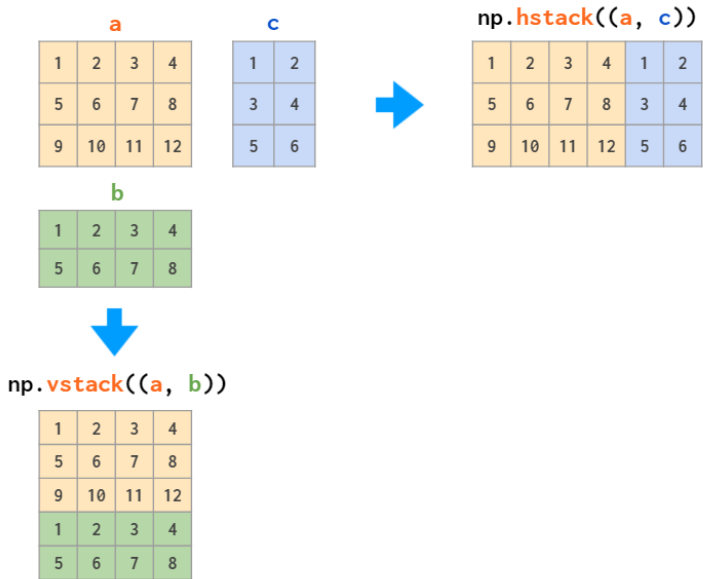 a
1 2 3 4
5 6 7 8
9 10 11 12
c
1 2
3 4
5 6
np.hstack((a, c))
1 2 3 4 1 2
5 6 7 8 3 4
9 10 11 12 5 6
b
1 2 3 4
5 6 7 8
np.vstack((a, b))
1 2 3 4
5 6 7 8
9 10 11 12
1 2 3 4
5 6 7 8